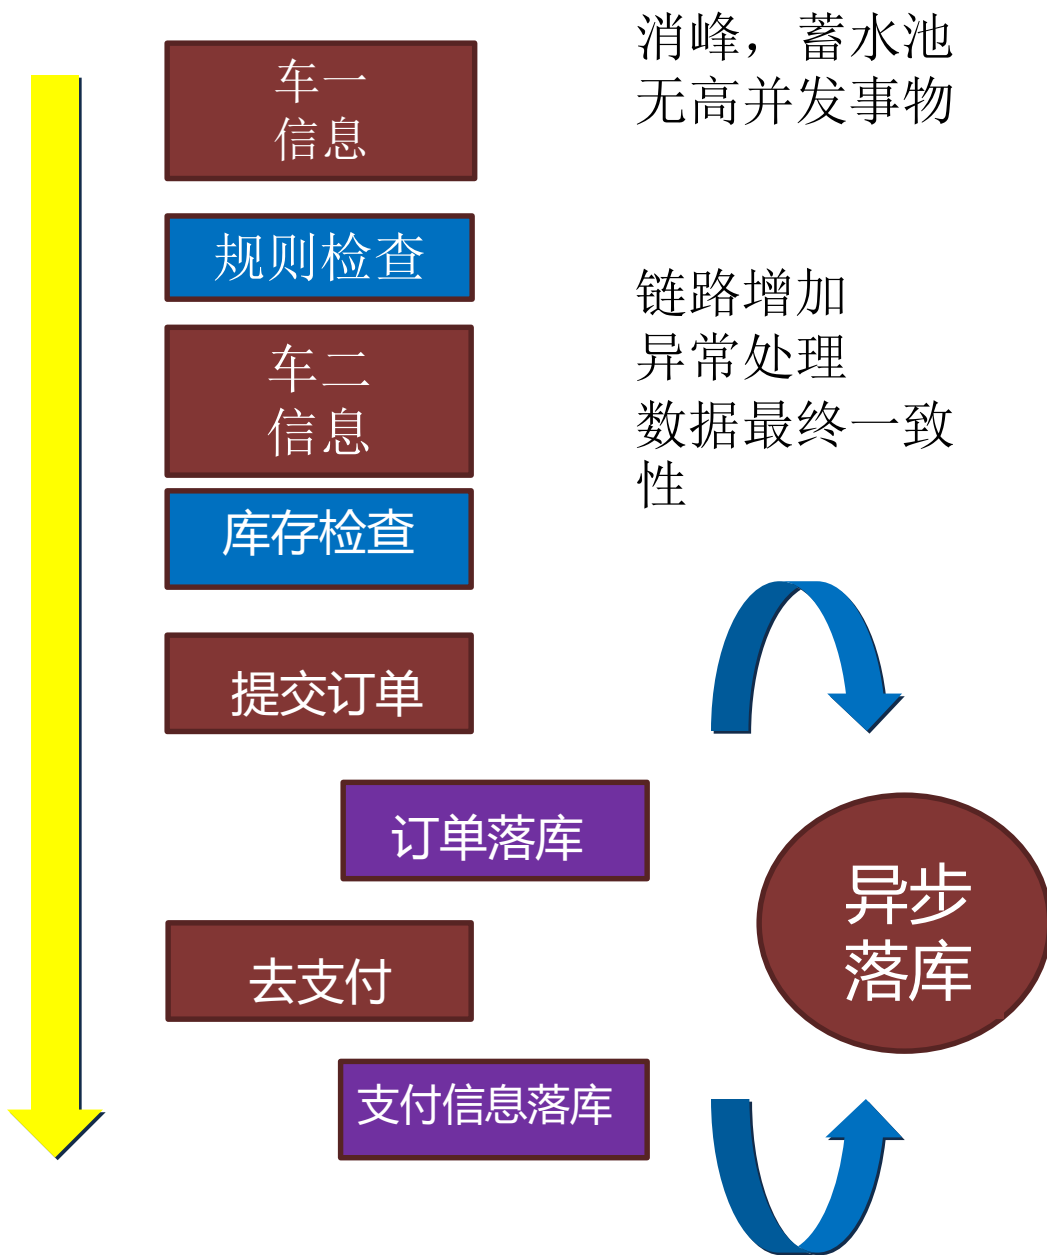 消峰，蓄水池
无高并发事物
车一
信息
规则检查
链路增加
异常处理
数据最终一致
性
车二
信息
库存检查
提交订单
订单落库
异步
落库
去支付
支付信息落库